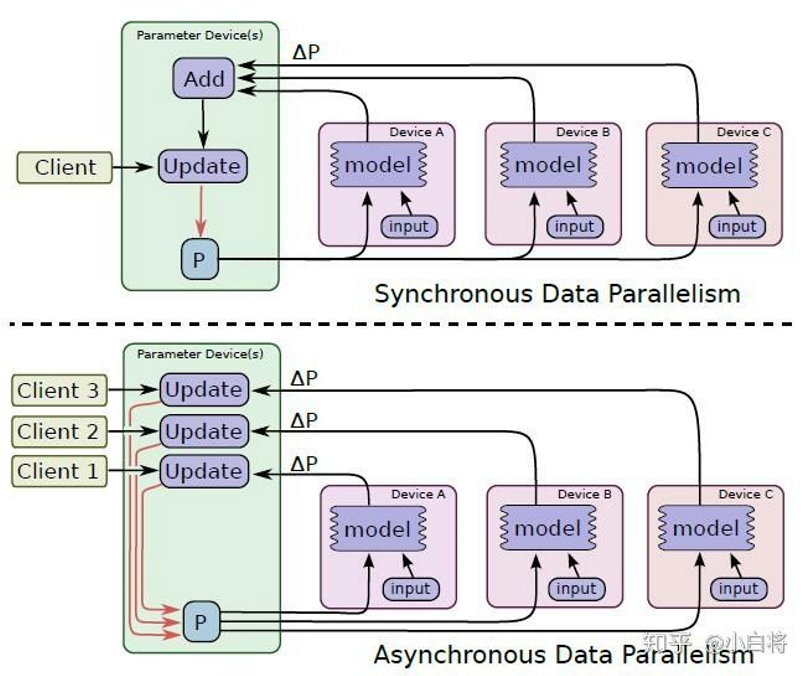 Parameter Device(s)
ΔP
Add
Device A
Device B
Device C
Client
Update
model
model
model
input
input
input
P
Synchronous Data Parallelism
Parameter Device(s)
Client 3
Update
ΔP
Client 2
Update
ΔP
Client 1
Update
ΔP
Device A
Device B
Device C
model
model
model
input
input
input
P
知乎 @小白将
Asynchronous Data Parallelism